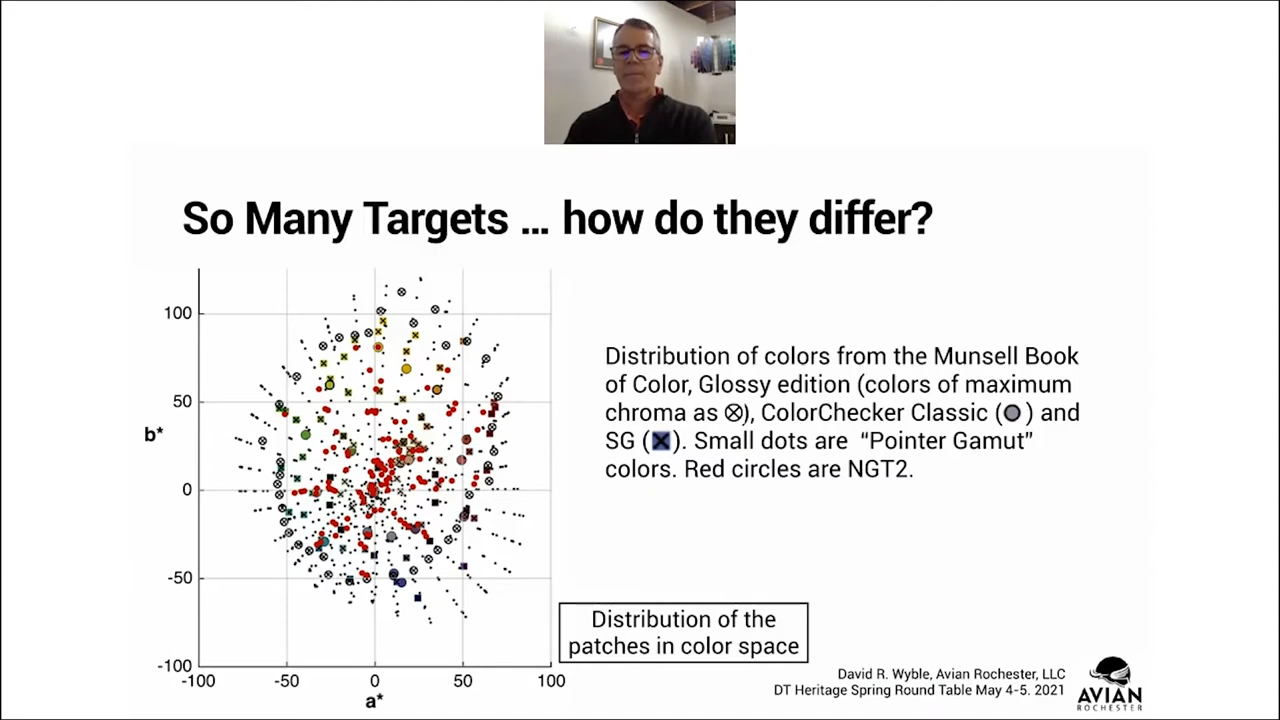 So Many Targets ... how do they differ?
100
50
b*
0
-50
-100
-100 -50 0 50 100
a*
Distribution of colors from the Munsell Book
of Color, Glossy edition (colors of maximum
chroma as ⊗), ColorChecker Classic ( ) and
SG ( ). Small dots are "Pointer Gamut"
colors. Red circles are NGT2.
Distribution of the
patches in color space
David R. Wyble, Avian Rochester, LLC
DT Heritage Spring Round Table May 4-5. 2021
AVIAN
ROCHESTER